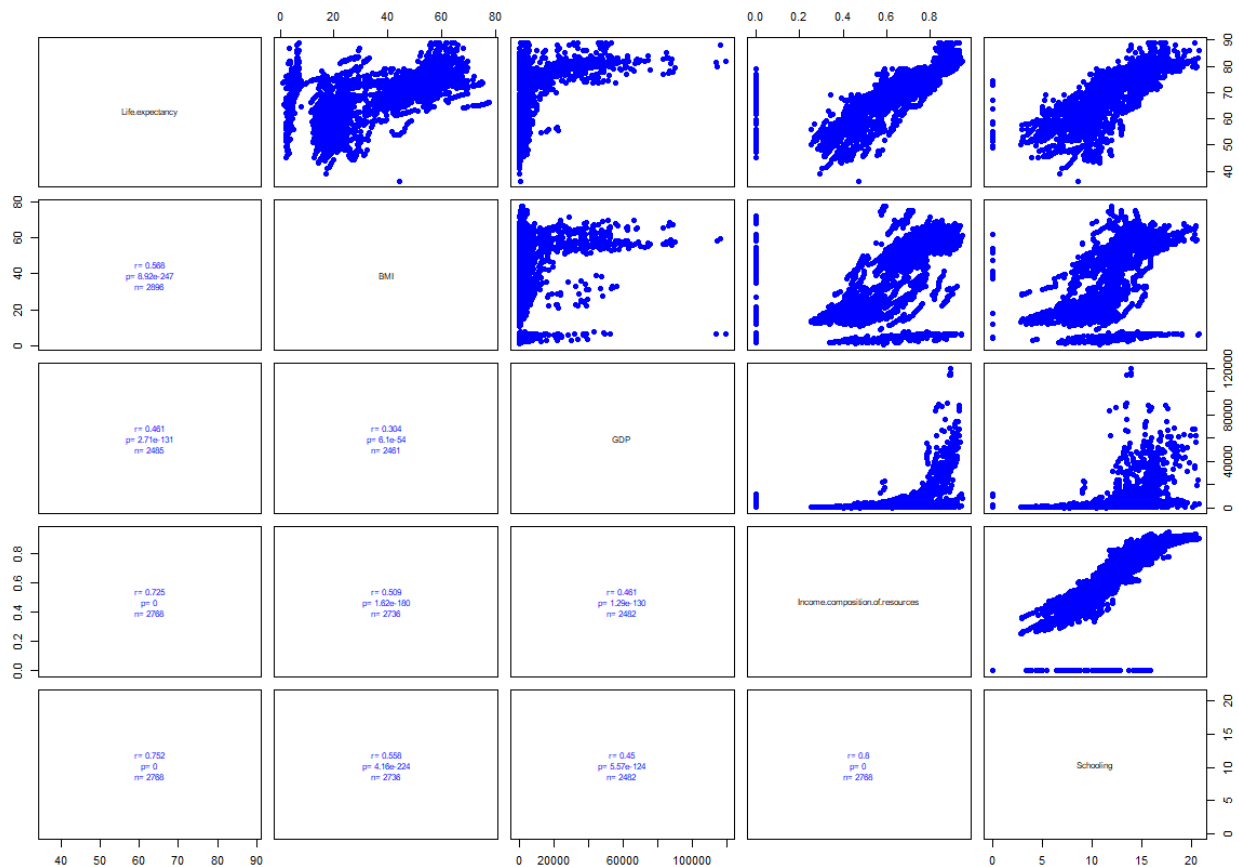 0 20 40 60 80
0.0 0.2 0.4 0.6 0.8
Life.expectancy
40 50 60 70 80 90
0 20 40 60 80
r= 0.568
p= 8.92e-247
n= 2896
BMI
r= 0.461
p= 2.71e-131
n= 2485
r= 0.304
p= 6.1e-54
n= 2461
GDP
0 40000 80000 120000
0.0 0.2 0.4 0.6 0.8
r= 0.725
p= 0
n= 2768
r= 0.509
p= 1.62e-180
n= 2736
r= 0.461
p= 1.29e-130
n= 2482
Income.composition.of.resources
r= 0.752
p= 0
n= 2768
r= 0.558
p= 4.16e-224
n= 2736
r= 0.45
p= 5.57e-124
n= 2482
r= 0.8
p= 0
n= 2768
Schooling
0 5 10 15 20
40 50 60 70 80 90
0 20000 60000 100000
0 5 10 15 20